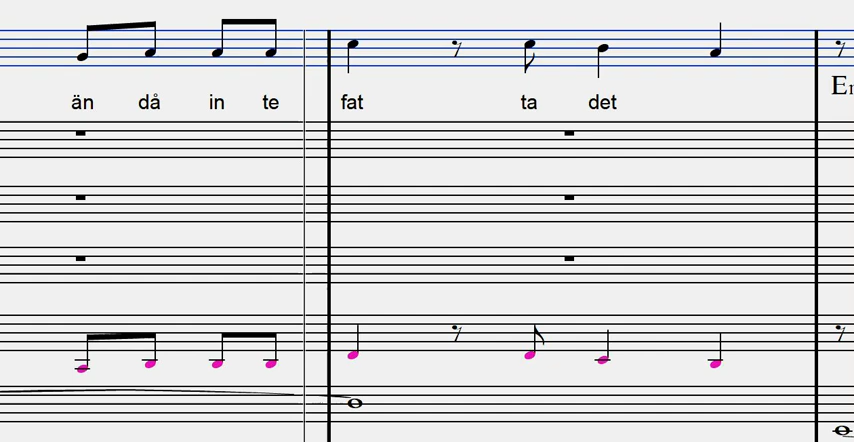 än då in te fat ta det